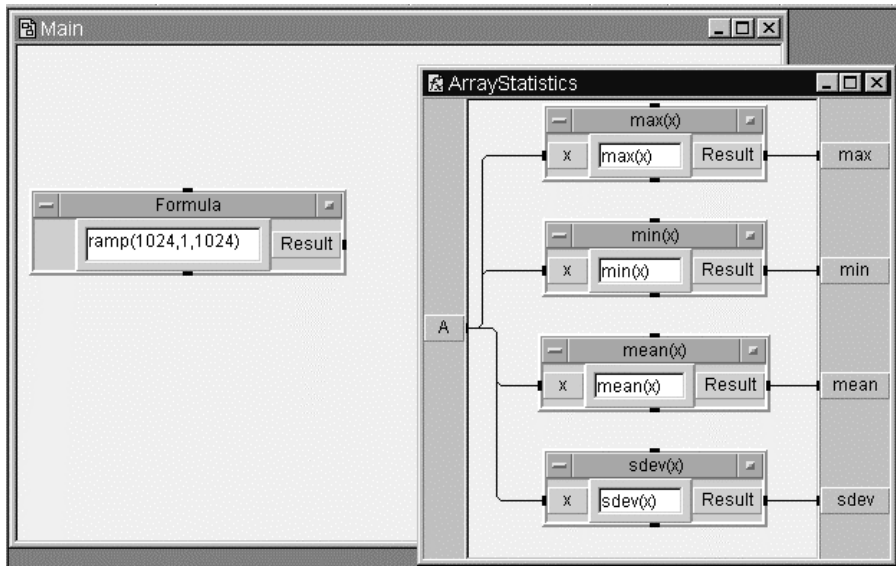 Main
Formula
ramp(1024,1,1024)
Result
ArrayStatistics
A
max(x)
x
max(x)
Result
max
min(x)
x
min(x)
Result
min
mean(x)
x
mean(x)
Result
mean
sdev(x)
x
sdev(x)
Result
sdev